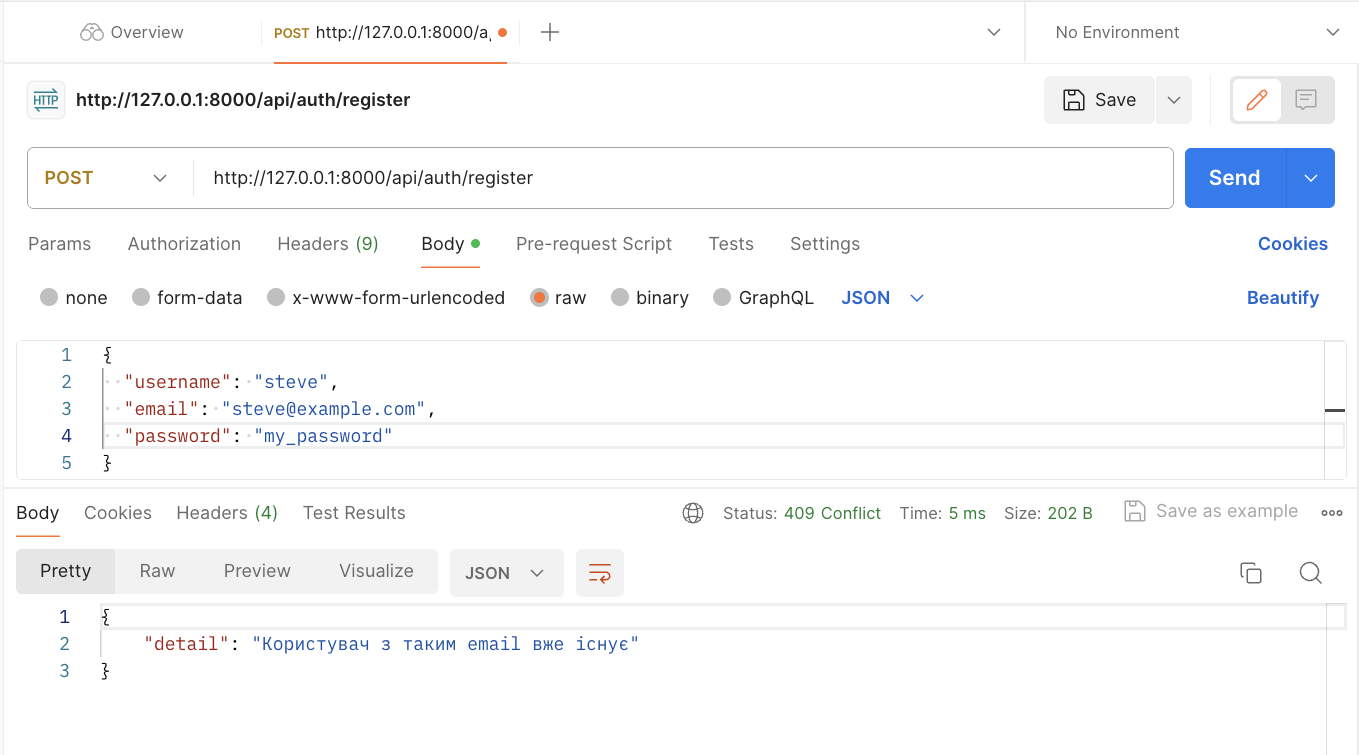 Overview POST http://127.0.0.1:8000/a No Environment
HTTP http://127.0.0.1:8000/api/auth/register Save
POST http://127.0.0.1:8000/api/auth/register Send
Params Authorization Headers (9) Body Pre-request Script Tests Settings Cookies
none form-data x-www-form-urlencoded raw binary GraphQL JSON Beautify
1 {
2 "username": "steve",
3 "email": "steve@example.com",
4 "password": "my_password"
5 }
Body Cookies Headers (4) Test Results Status: 409 Conflict Time: 5 ms Size: 202 B Save as example
Pretty Raw Preview Visualize JSON
1 {
2 "detail": "Користувач з таким email вже існує"
3 }